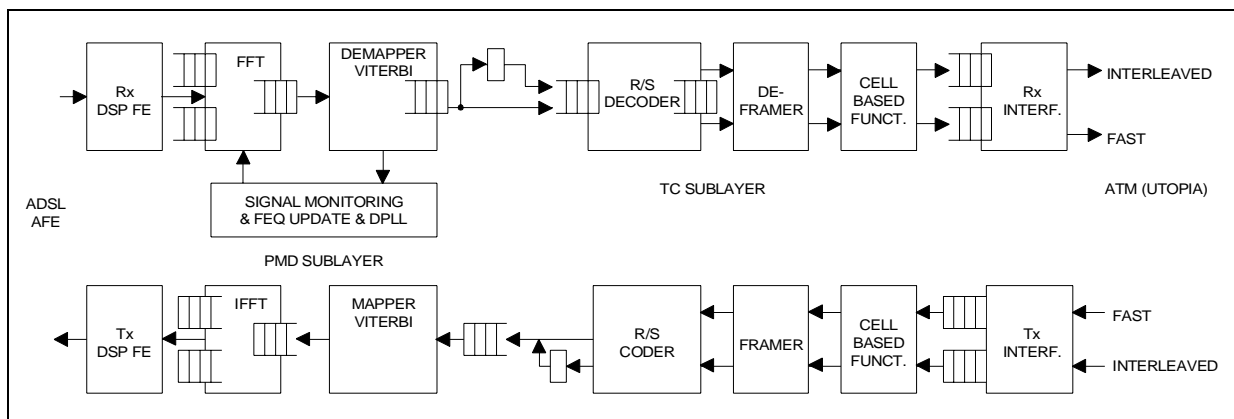 Rx
DSP FE
FFT
DEMAPPER
VITERBI
R/S
DECODER
DE-
FRAMER
CELL
BASED
FUNCT.
Rx
INTERF.
INTERLEAVED
FAST
ADSL
AFE
SIGNAL MONITORING
& FEQ UPDATE & DPLL
TC SUBLAYER
ATM (UTOPIA)
PMD SUBLAYER
Tx
DSP FE
IFFT
MAPPER
VITERBI
R/S
CODER
FRAMER
CELL
BASED
FUNCT.
Tx
INTERF.
FAST
INTERLEAVED